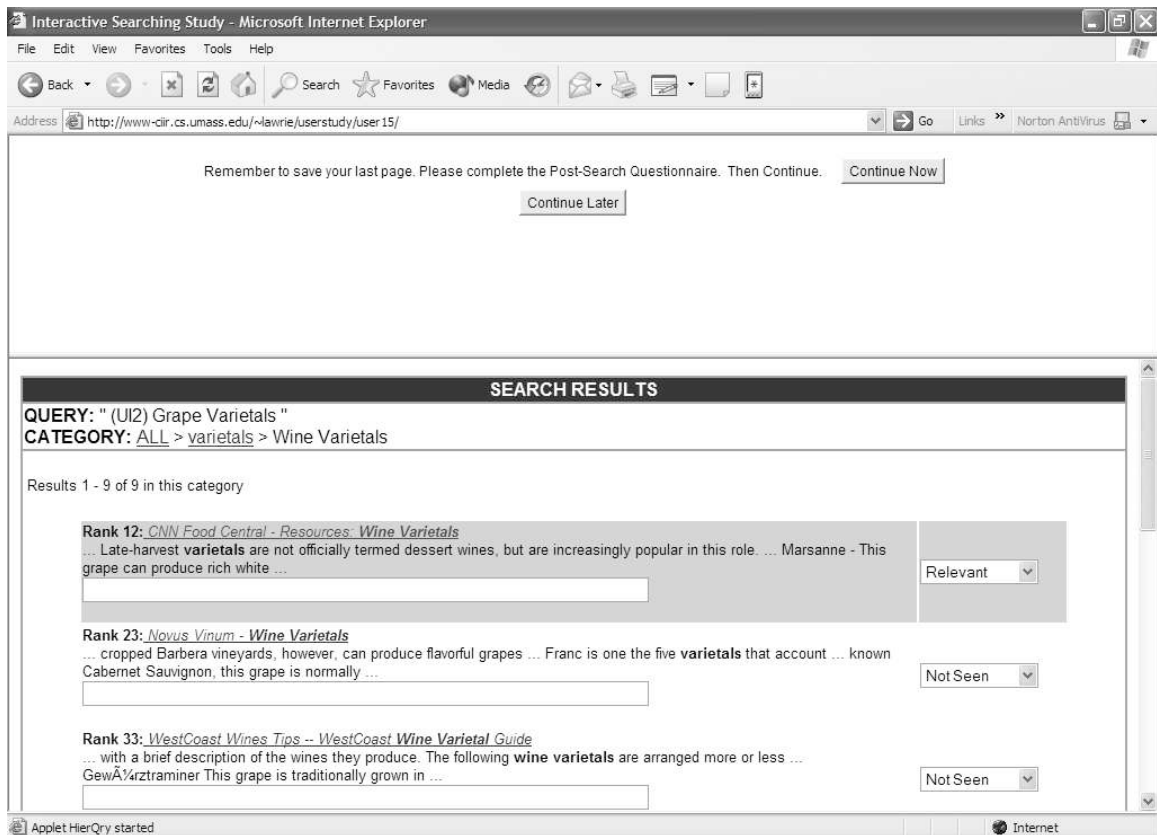 Interactive Searching Study - Microsoft Internet Explorer
File Edit View Favorites Tools Help
Back Search Favorites Media
Address http://www-ciir.cs.umass.edu/~lawrie/userstudy/user15/ Go Links » Norton AntiVirus
Remember to save your last page. Please complete the Post-Search Questionnaire. Then Continue. Continue Now
Continue Later
SEARCH RESULTS
QUERY: " (UI2) Grape Varietals "
CATEGORY: ALL > varietals > Wine Varietals
Results 1 - 9 of 9 in this category
Rank 12: CNN Food Central - Resources: Wine Varietals
... Late-harvest varietals are not officially termed dessert wines, but are increasingly popular in this role. ... Marsanne - This
grape can produce rich white ...
Relevant
Rank 23: Novus Vinum - Wine Varietals
... cropped Barbera vineyards, however, can produce flavorful grapes ... Franc is one the five varietals that account ... known
Cabernet Sauvignon, this grape is normally ...
Not Seen
Rank 33: WestCoast Wines Tips -- WestCoast Wine Varietal Guide
... with a brief description of the wines they produce. The following wine varietals are arranged more or less ...
GewÃ¼rztraminer This grape is traditionally grown in ...
Not Seen
Applet HierQry started Internet